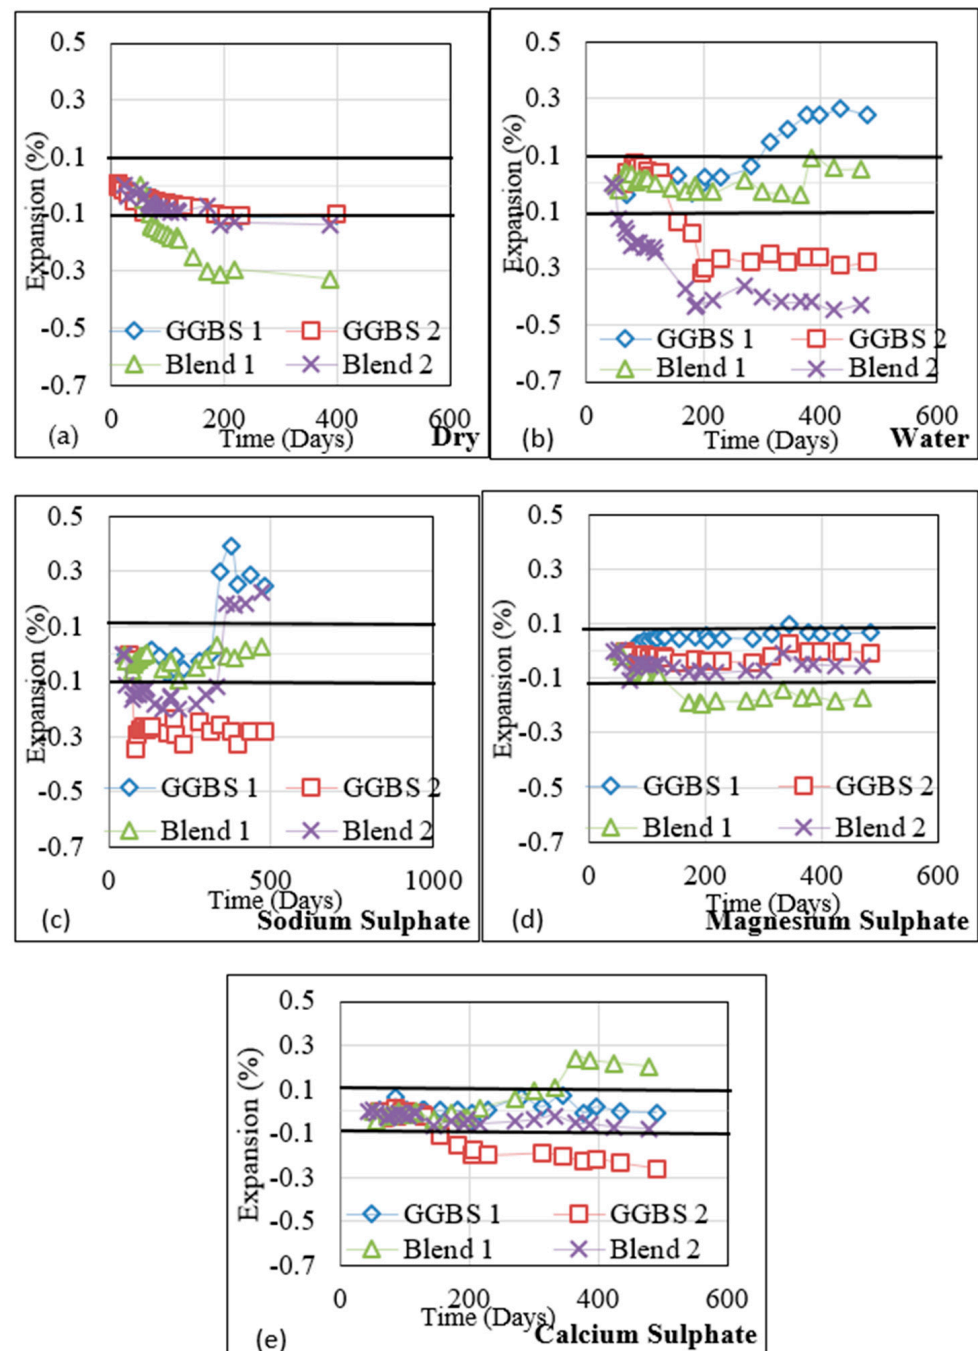 0.5
0.3
0.1
-0.1
-0.3
-0.5
-0.7
Expansion (%)
GGBS 1
GGBS 2
Blend 1
Blend 2
0
200
400
600
Time (Days)
(a)
Dry
0.5
0.3
0.1
-0.1
-0.3
-0.5
-0.7
Expansion (%)
GGBS 1
GGBS 2
Blend 1
Blend 2
0
200
400
600
Time (Days)
(b)
Water
0.5
0.3
0.1
-0.1
-0.3
-0.5
-0.7
Expansion (%)
GGBS 1
GGBS 2
Blend 1
Blend 2
0
500
1000
Time (Days)
(c)
Sodium Sulphate
0.5
0.3
0.1
-0.1
-0.3
-0.5
-0.7
Expansion (%)
GGBS 1
GGBS 2
Blend 1
Blend 2
0
200
400
600
Time (Days)
(d)
Magnesium Sulphate
0.5
0.3
0.1
-0.1
-0.3
-0.5
-0.7
Expansion (%)
GGBS 1
GGBS 2
Blend 1
Blend 2
0
200
400
600
Time (Days)
(e)
Calcium Sulphate